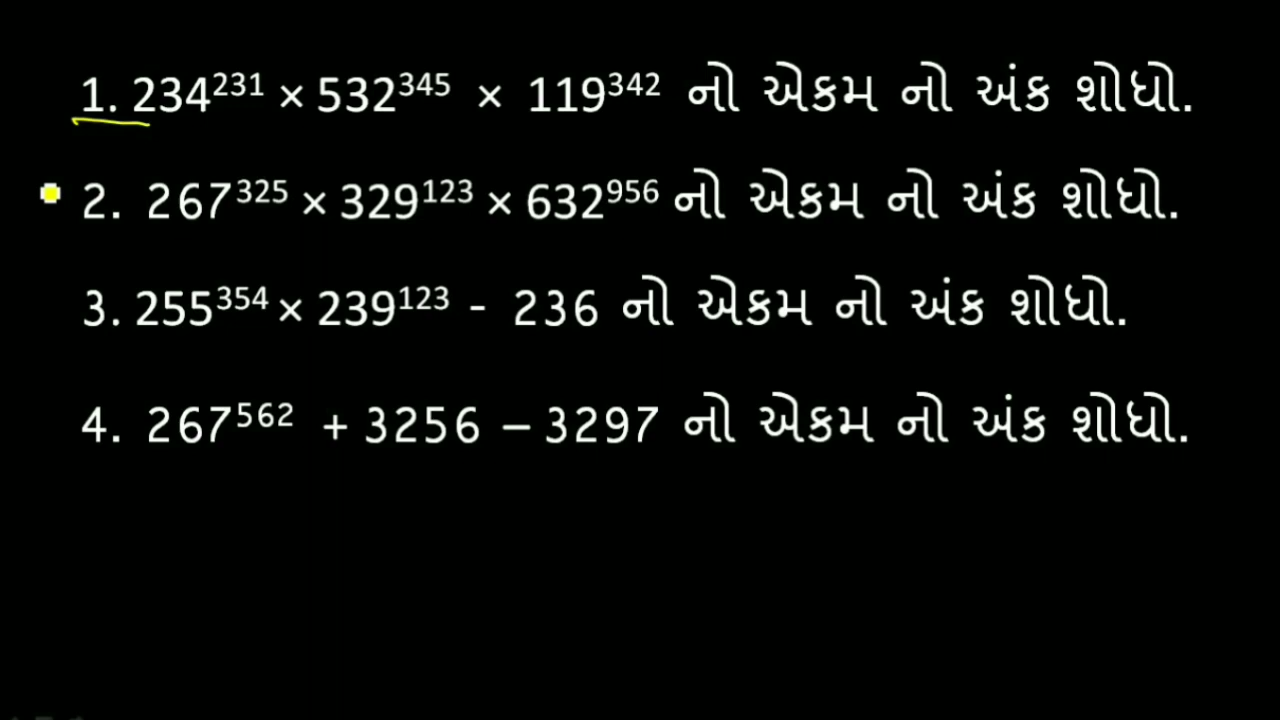 1. 234²³¹ × 532³⁴⁵ × 119³⁴² નો એકમ નો અંક શોધો.
2. 267³²⁵ × 329¹²³ × 632⁹⁵⁶ નો એકમ નો અંક શોધો.
3. 255³⁵⁴ × 239¹²³ - 236 નો એકમ નો અંક શોધો.
4. 267⁵⁶² + 3256 – 3297 નો એકમ નો અંક શોધો.